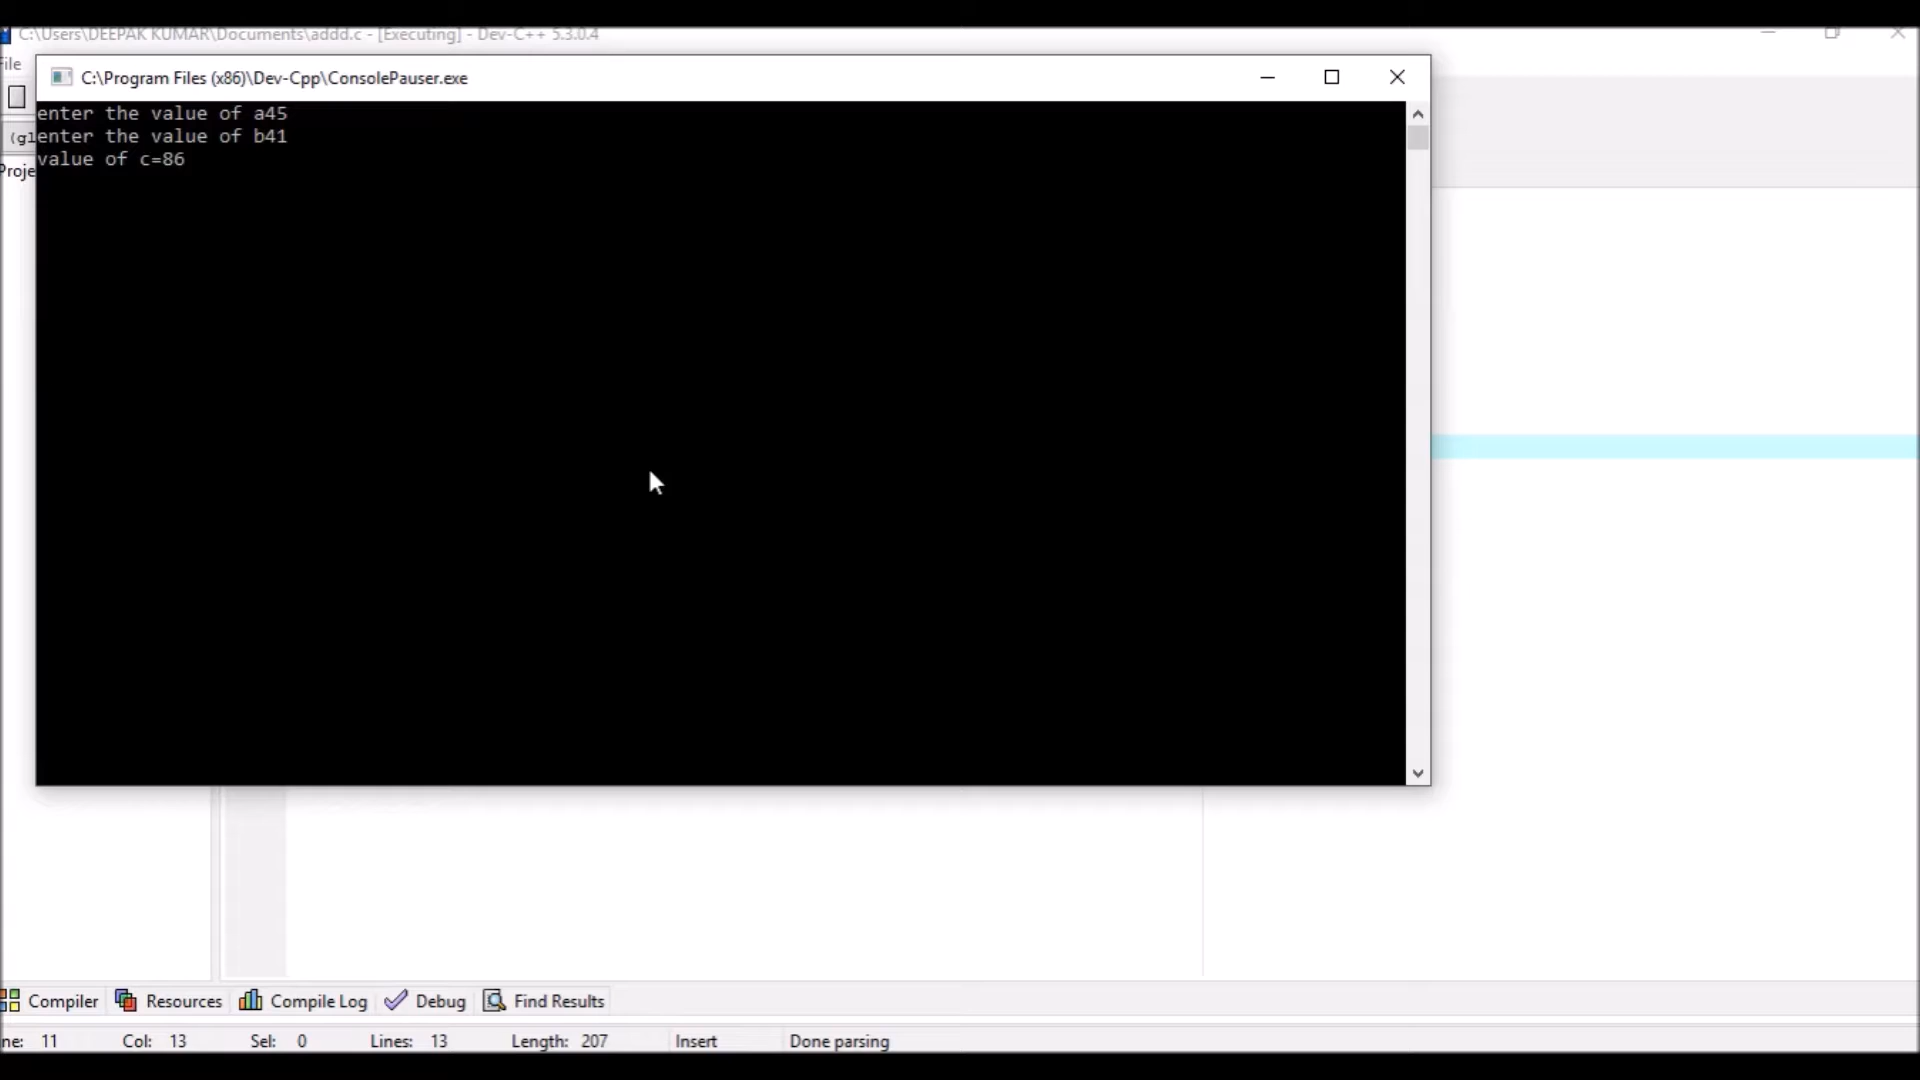 C:\Users\DEEPAK KUMAR\Documents\addd.c - [Executing] - Dev-C++ 5.3.0.4
File
C:\Program Files (x86)\Dev-Cpp\ConsolePauser.exe
(gl
Proje
enter the value of a45
enter the value of b41
value of c=86
Compiler Resources Compile Log Debug Find Results
ne: 11 Col: 13 Sel: 0 Lines: 13 Length: 207 Insert Done parsing